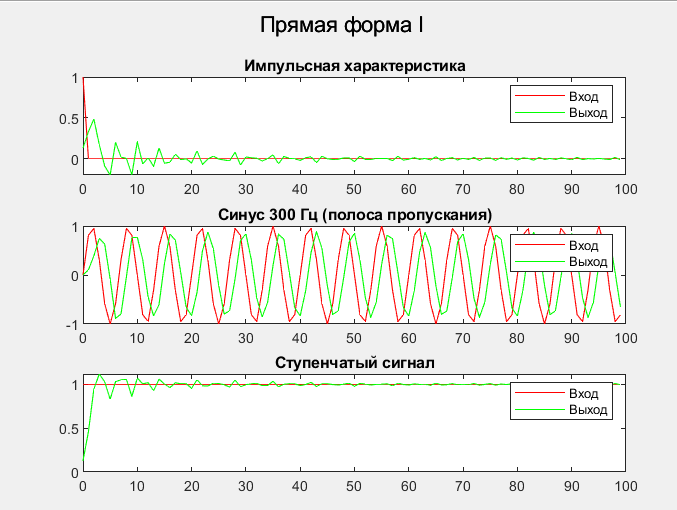 Прямая форма I
Импульсная характеристика
1
0.5
0
Вход
Выход
0 10 20 30 40 50 60 70 80 90 100
Синус 300 Гц (полоса пропускания)
1
0
-1
Вход
Выход
0 10 20 30 40 50 60 70 80 90 100
Ступенчатый сигнал
1
0.5
0
Вход
Выход
0 10 20 30 40 50 60 70 80 90 100